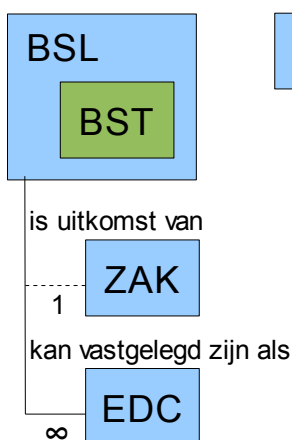 BSL
BST
is uitkomst van
ZAK
1
kan vastgelegd zijn als
EDC
∞